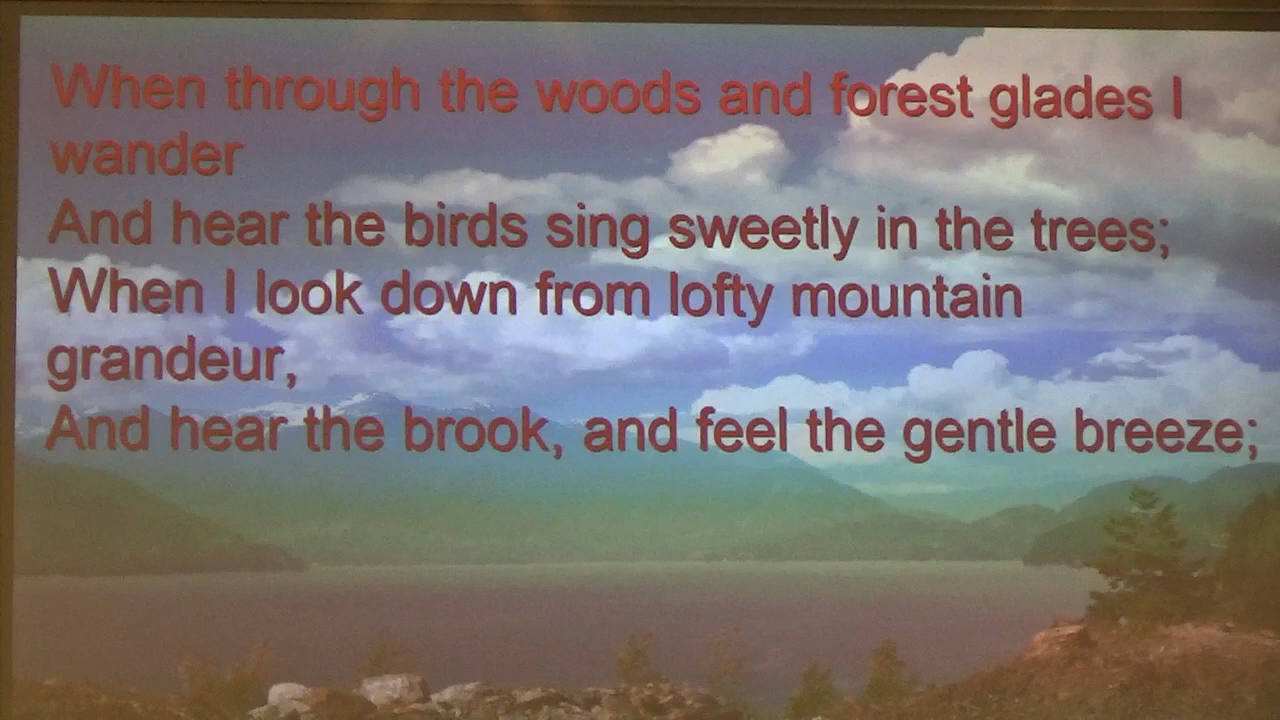 When through the woods and forest glades I
wander
And hear the birds sing sweetly in the trees;
When I look down from lofty mountain
grandeur,
And hear the brook, and feel the gentle breeze;